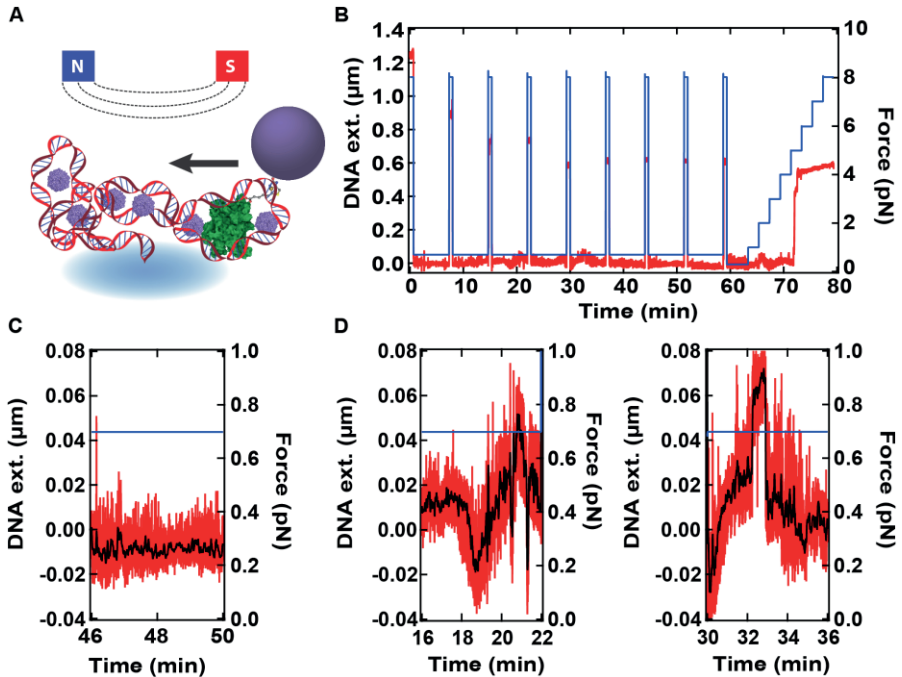 A
N
S
B
DNA ext. (µm)
1.4
1.2
1.0
0.8
0.6
0.4
0.2
0.0
10
8
6
4
2
0
Force (pN)
0 10 20 30 40 50 60 70 80
Time (min)
C
DNA ext. (µm)
0.08
0.06
0.04
0.02
0.00
-0.02
-0.04
1.0
0.8
0.6
0.4
0.2
0.0
Force (pN)
46 48 50
Time (min)
D
DNA ext. (µm)
0.08
0.06
0.04
0.02
0.00
-0.02
-0.04
1.0
0.8
0.6
0.4
0.2
0.0
Force (pN)
16 18 20 22
Time (min)
DNA ext. (µm)
0.08
0.06
0.04
0.02
0.00
-0.02
-0.04
1.0
0.8
0.6
0.4
0.2
0.0
Force (pN)
30 32 34 36
Time (min)